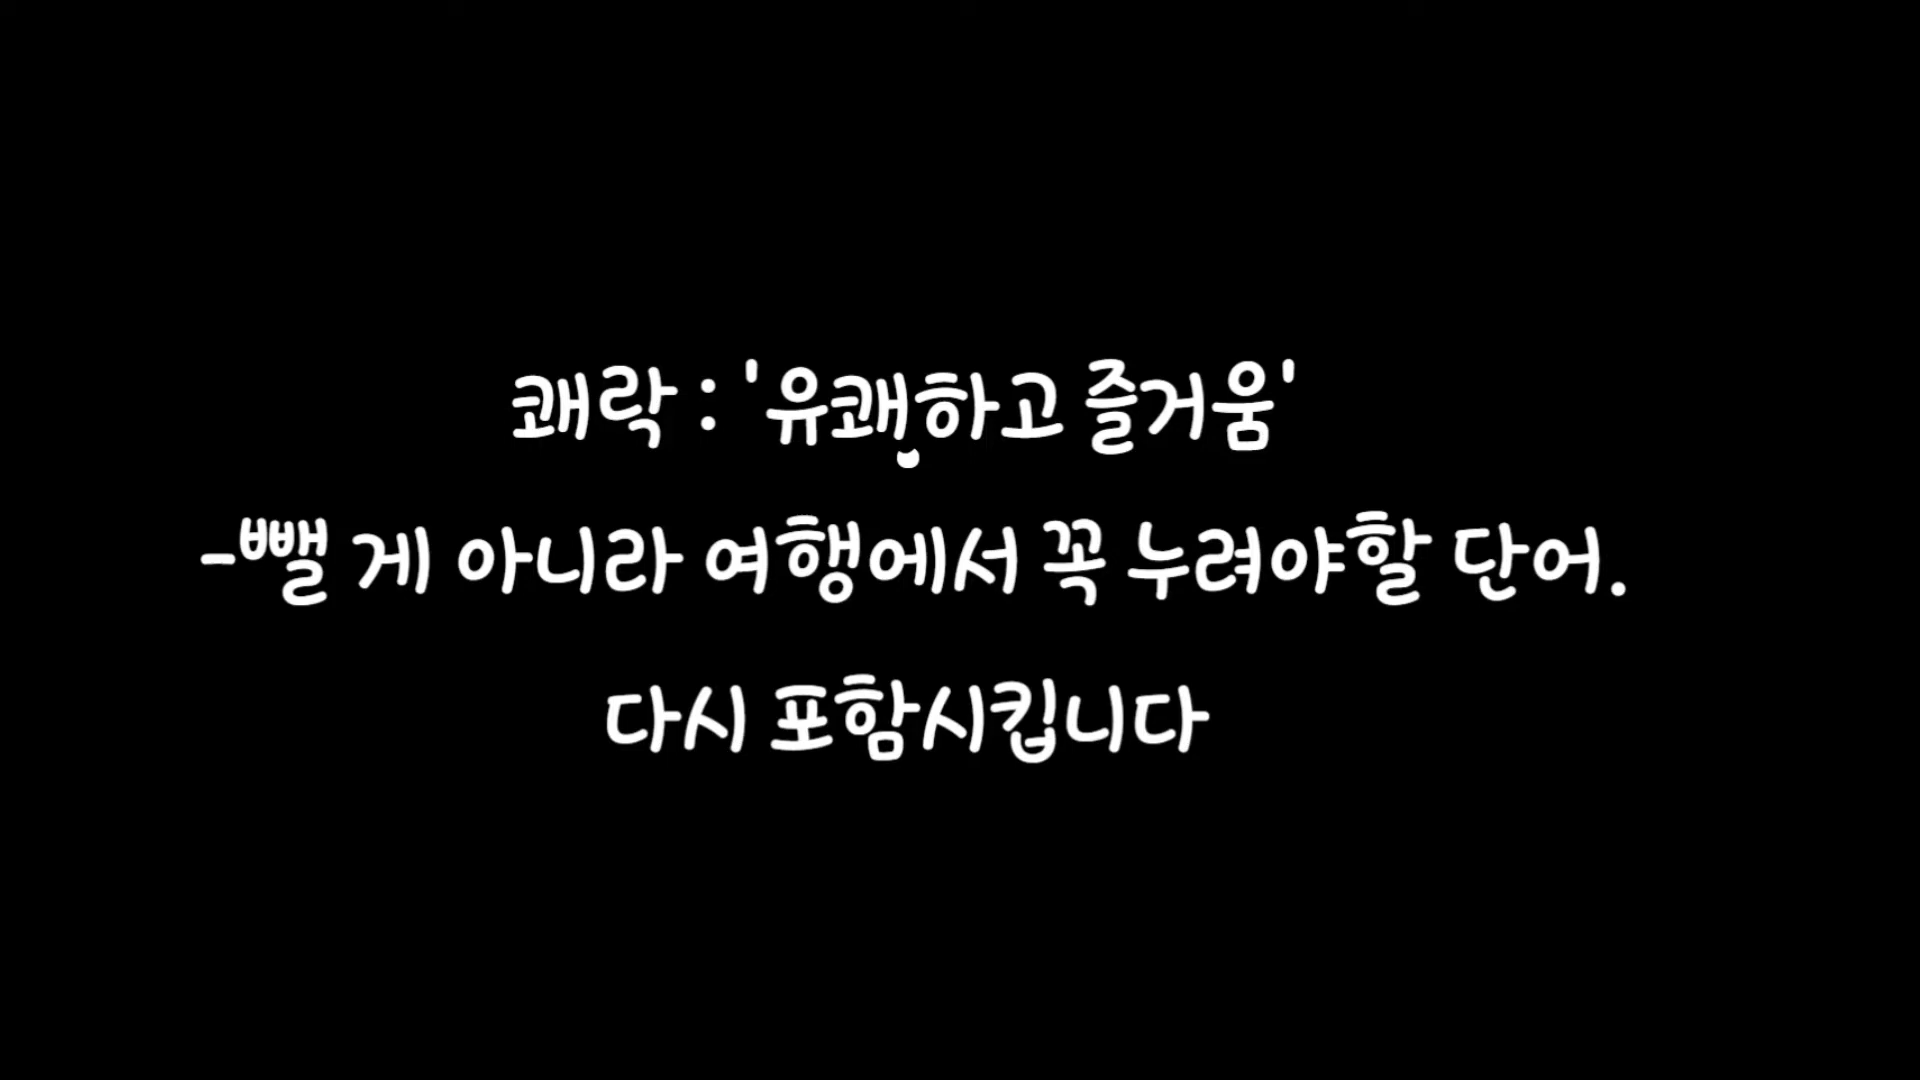 쾌락 : '유쾌하고 즐거움'
-뺄 게 아니라 여행에서 꼭 누려야할 단어.
다시 포함시킵니다